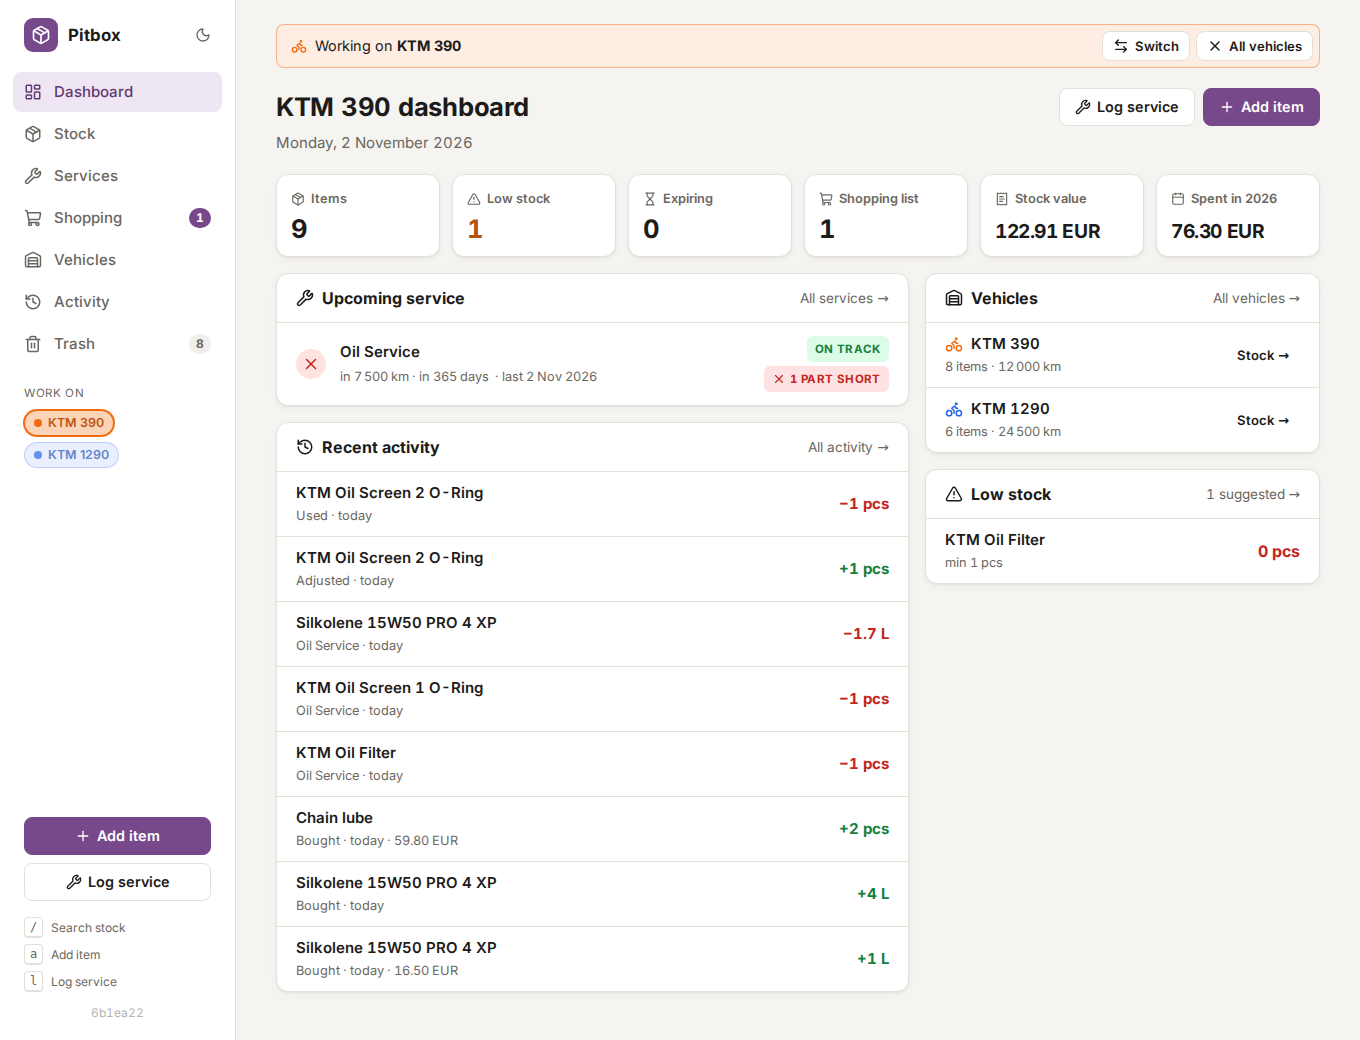 Pitbox
Dashboard
Stock
Services
Shopping 1
Vehicles
Activity
Trash 8
WORK ON
KTM 390
KTM 1290
Add item
Log service
/ Search stock
a Add item
l Log service
6b1ea22
Working on KTM 390
Switch
All vehicles
KTM 390 dashboard
Monday, 2 November 2026
Log service
Add item
Items
9
Low stock
1
Expiring
0
Shopping list
1
Stock value
122.91 EUR
Spent in 2026
76.30 EUR
Upcoming service
All services →
Oil Service
in 7 500 km · in 365 days · last 2 Nov 2026
ON TRACK
1 PART SHORT
Recent activity
All activity →
KTM Oil Screen 2 O-Ring
Used · today
−1 pcs
KTM Oil Screen 2 O-Ring
Adjusted · today
+1 pcs
Silkolene 15W50 PRO 4 XP
Oil Service · today
−1.7 L
KTM Oil Screen 1 O-Ring
Oil Service · today
−1 pcs
KTM Oil Filter
Oil Service · today
−1 pcs
Chain lube
Bought · today · 59.80 EUR
+2 pcs
Silkolene 15W50 PRO 4 XP
Bought · today
+4 L
Silkolene 15W50 PRO 4 XP
Bought · today · 16.50 EUR
+1 L
Vehicles
All vehicles →
KTM 390
8 items · 12 000 km
Stock →
KTM 1290
6 items · 24 500 km
Stock →
Low stock
1 suggested →
KTM Oil Filter
min 1 pcs
0 pcs